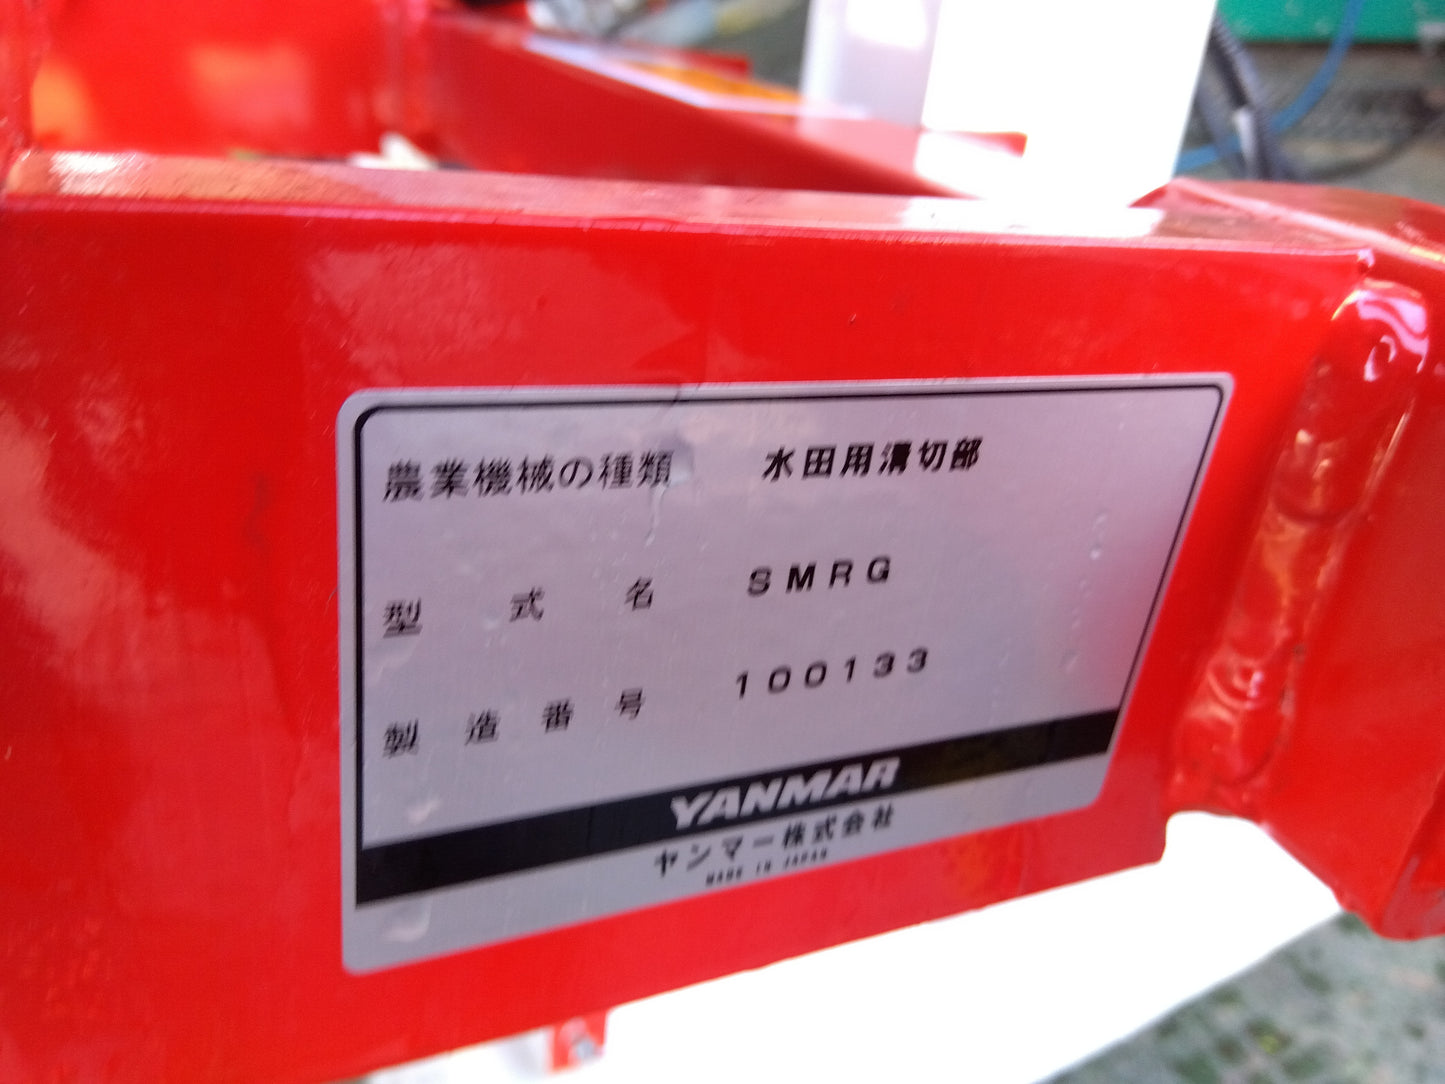 農業機械の種類 水田用溝切部
型式名 SMRG
製造番号 100133
YANMAR
ヤンマー株式会社
MADE IN JAPAN